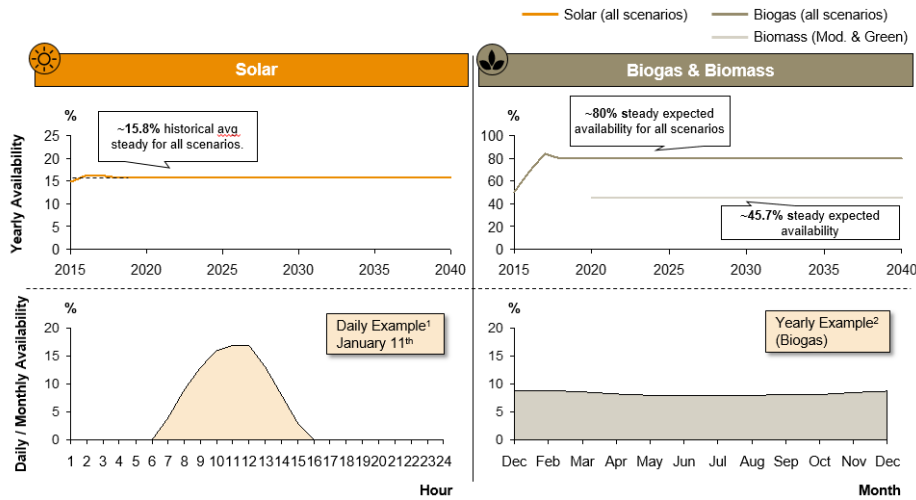 Solar (all scenarios)
Biogas (all scenarios)
Biomass (Mod. & Green)
Solar
Biogas & Biomass
Yearly Availability
%
25
20
15
10
5
0
~15.8% historical avg
steady for all scenarios.
2015 2020 2025 2030 2035 2040
%
100
80
60
40
20
0
~80% steady expected
availability for all scenarios
~45.7% steady expected
availability
2015 2020 2025 2030 2035 2040
Daily / Monthly Availability
%
20
15
10
5
0
Daily Example¹
January 11th
1 2 3 4 5 6 7 8 9 10 11 12 13 14 15 16 17 18 19 20 21 22 23 24
Hour
%
20
15
10
5
0
Yearly Example²
(Biogas)
Dec Feb Mar Apr May Jun Jul Aug Sep Oct Nov Dec
Month